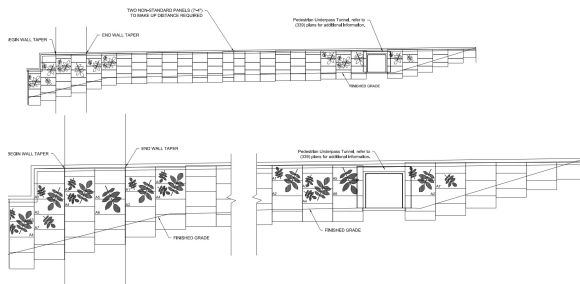 TWO NON-STANDARD PANELS (7'-4")
TO MAKE UP DISTANCE REQUIRED
Pedestrian Underpass Tunnel, refer to
(339) plans for additional information.
BEGIN WALL TAPER
END WALL TAPER
FINISHED GRADE
END WALL TAPER
BEGIN WALL TAPER
Pedestrian Underpass Tunnel, refer to
(339) plans for additional information.
FINISHED GRADE
FINISHED GRADE
FINISHED GRADE